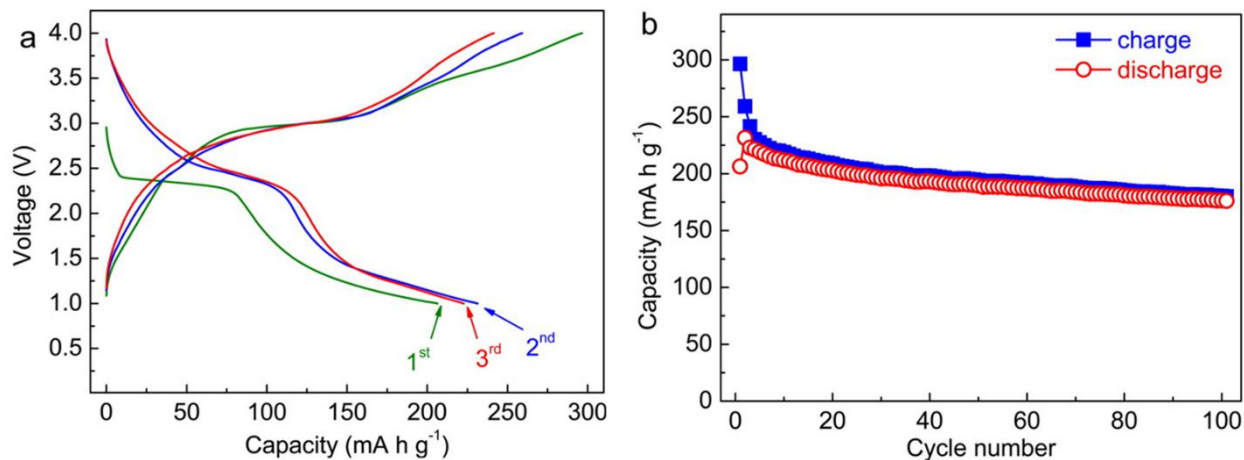 a
4.0
3.5
3.0
2.5
2.0
1.5
1.0
0.5
Voltage (V)
0 50 100 150 200 250 300
Capacity (mA h g⁻¹)
1st
3rd
2nd
b
charge
discharge
300
250
200
150
100
50
0
Capacity (mA h g⁻¹)
0 20 40 60 80 100
Cycle number